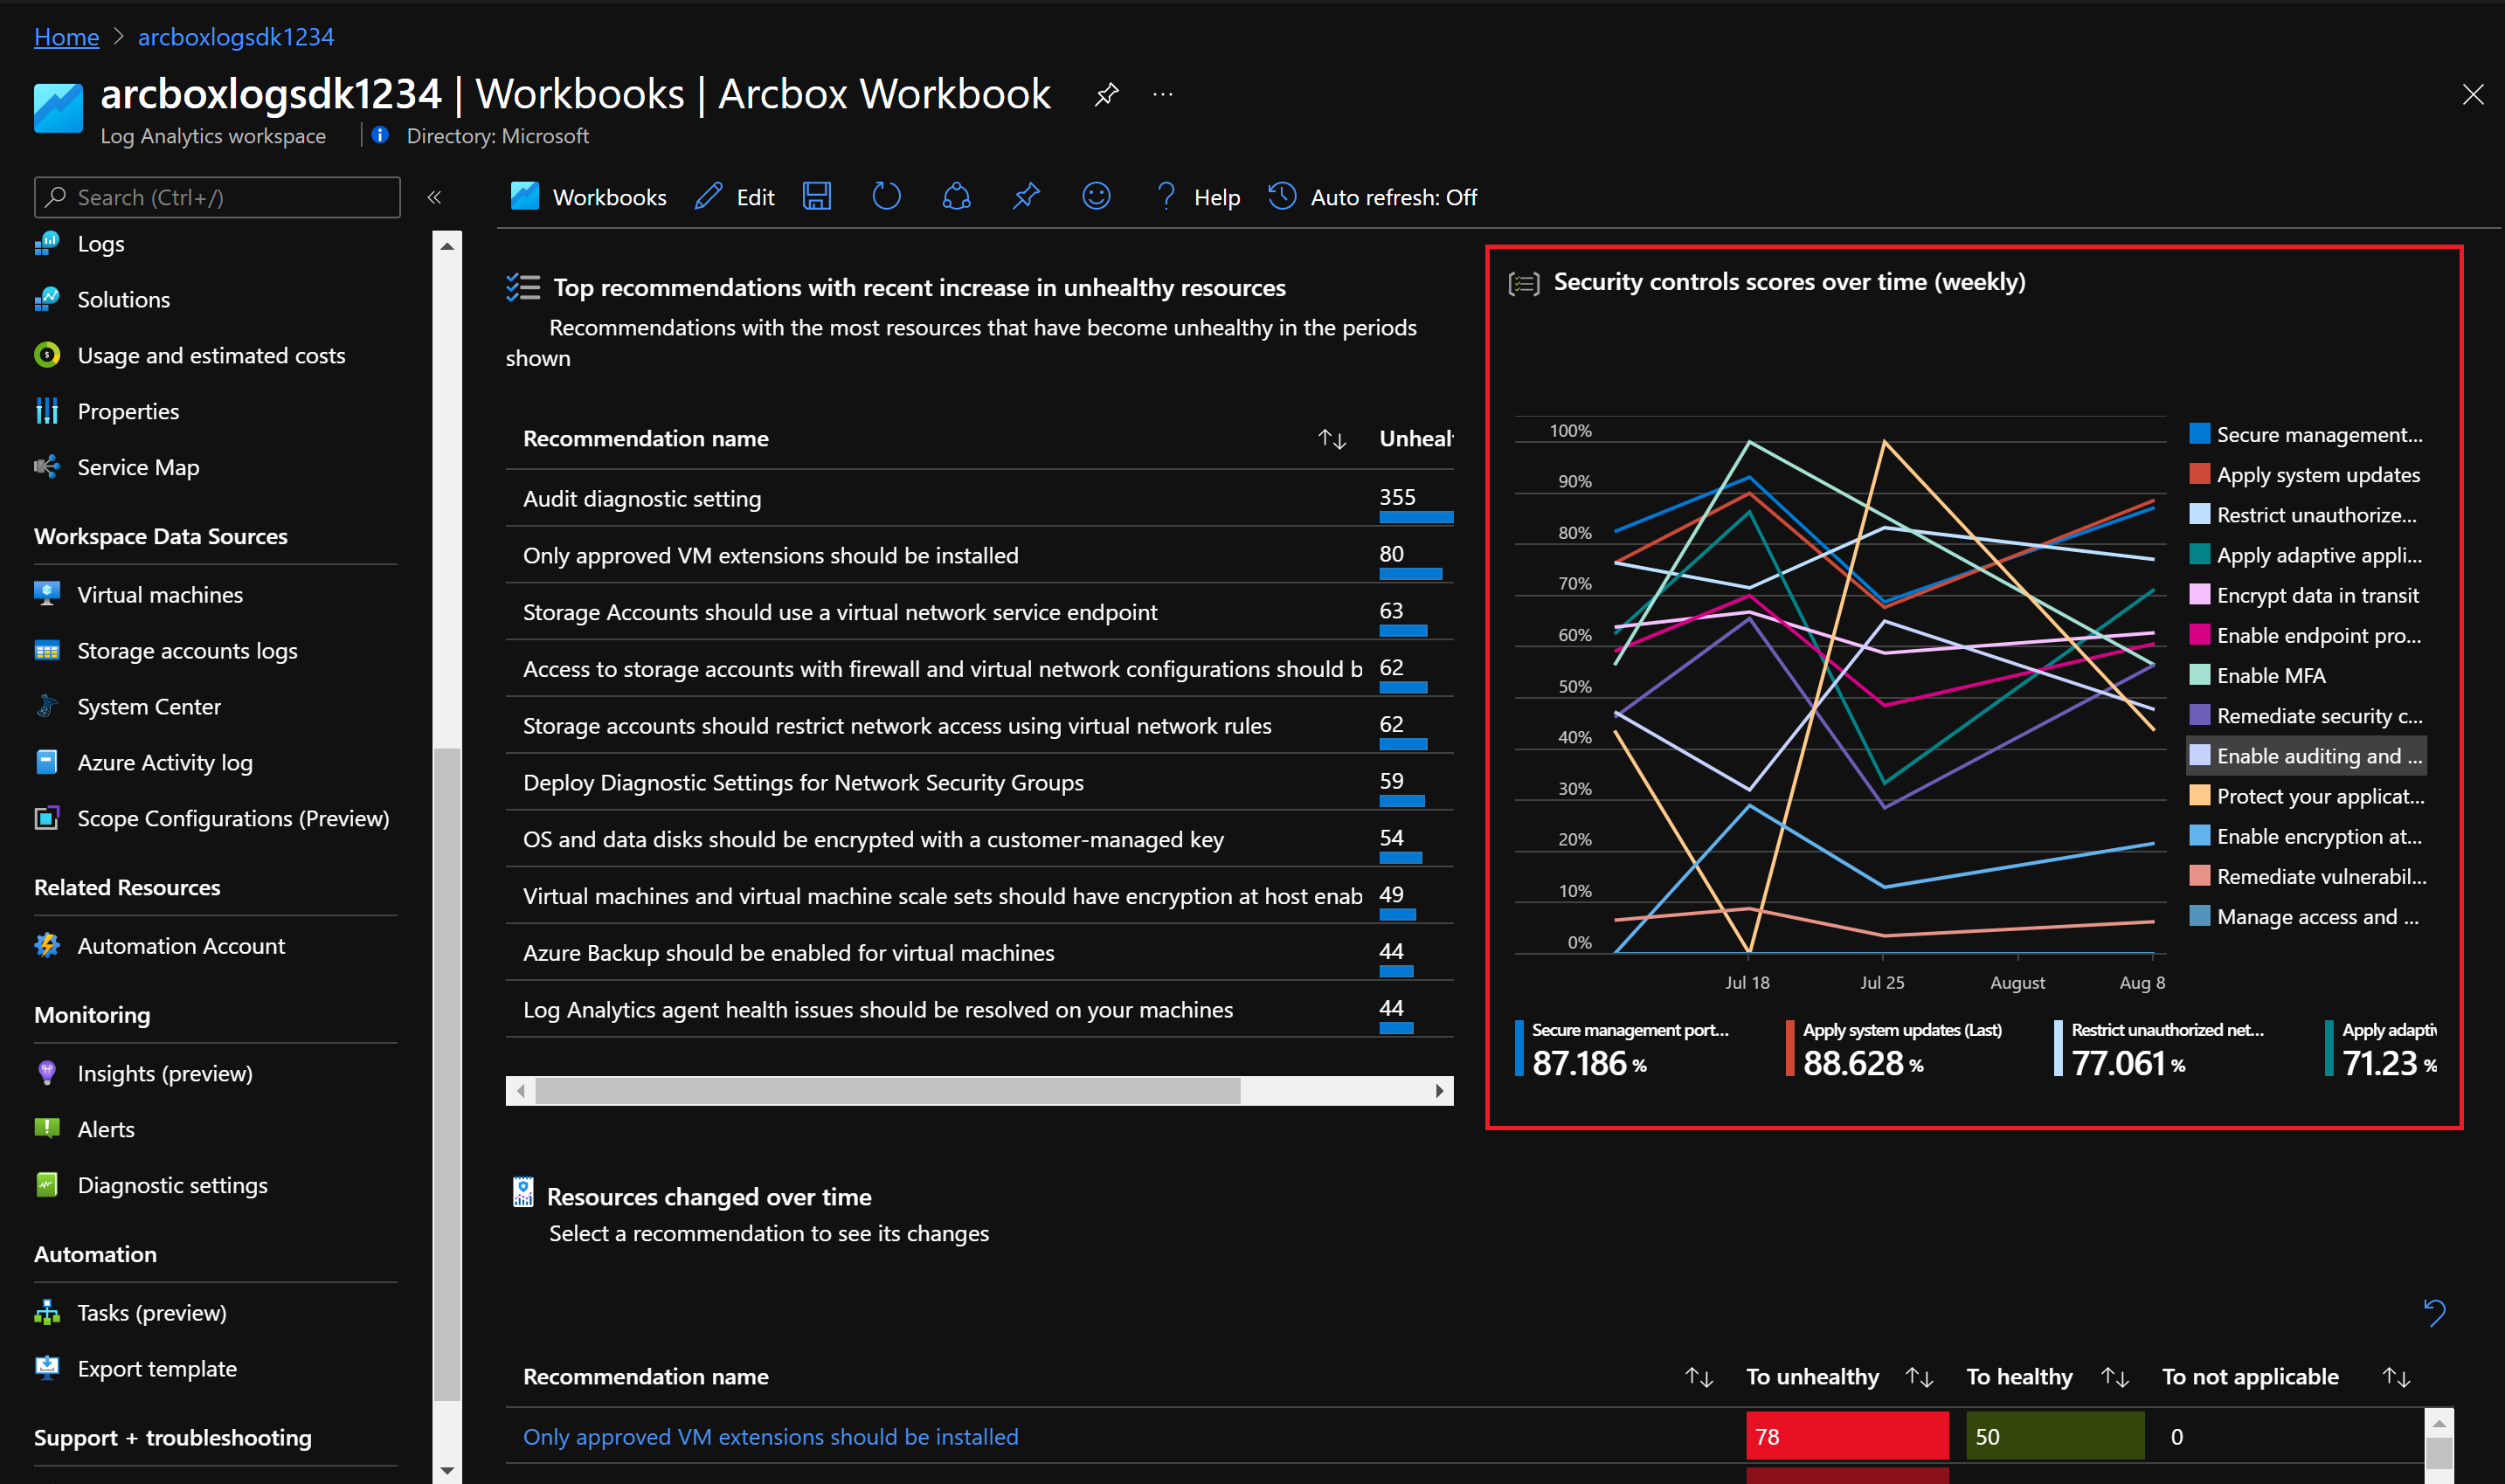 Home > arcboxlogsdk1234
arcboxlogsdk1234 | Workbooks | Arcbox Workbook ...
Log Analytics workspace | Directory: Microsoft
Search (Ctrl+/)
«
Logs
Solutions
Usage and estimated costs
Properties
Service Map
Workspace Data Sources
Virtual machines
Storage accounts logs
System Center
Azure Activity log
Scope Configurations (Preview)
Related Resources
Automation Account
Monitoring
Insights (preview)
Alerts
Diagnostic settings
Automation
Tasks (preview)
Export template
Support + troubleshooting
Workbooks Edit ? Help Auto refresh: Off
Top recommendations with recent increase in unhealthy resources
Recommendations with the most resources that have become unhealthy in the periods
shown
Recommendation name ↑↓ Unheal
Audit diagnostic setting 355
Only approved VM extensions should be installed 80
Storage Accounts should use a virtual network service endpoint 63
Access to storage accounts with firewall and virtual network configurations should b 62
Storage accounts should restrict network access using virtual network rules 62
Deploy Diagnostic Settings for Network Security Groups 59
OS and data disks should be encrypted with a customer-managed key 54
Virtual machines and virtual machine scale sets should have encryption at host enab 49
Azure Backup should be enabled for virtual machines 44
Log Analytics agent health issues should be resolved on your machines 44
Security controls scores over time (weekly)
100%
90%
80%
70%
60%
50%
40%
30%
20%
10%
0%
Jul 18 Jul 25 August Aug 8
Secure management...
Apply system updates
Restrict unauthorize...
Apply adaptive appli...
Encrypt data in transit
Enable endpoint pro...
Enable MFA
Remediate security c...
Enable auditing and ...
Protect your applicat...
Enable encryption at...
Remediate vulnerabil...
Manage access and ...
Secure management port... Apply system updates (Last) Restrict unauthorized net... Apply adapti
87.186 % 88.628 % 77.061 % 71.23 %
Resources changed over time
Select a recommendation to see its changes
Recommendation name ↑↓ To unhealthy ↑↓ To healthy ↑↓ To not applicable ↑↓
Only approved VM extensions should be installed 78 50 0